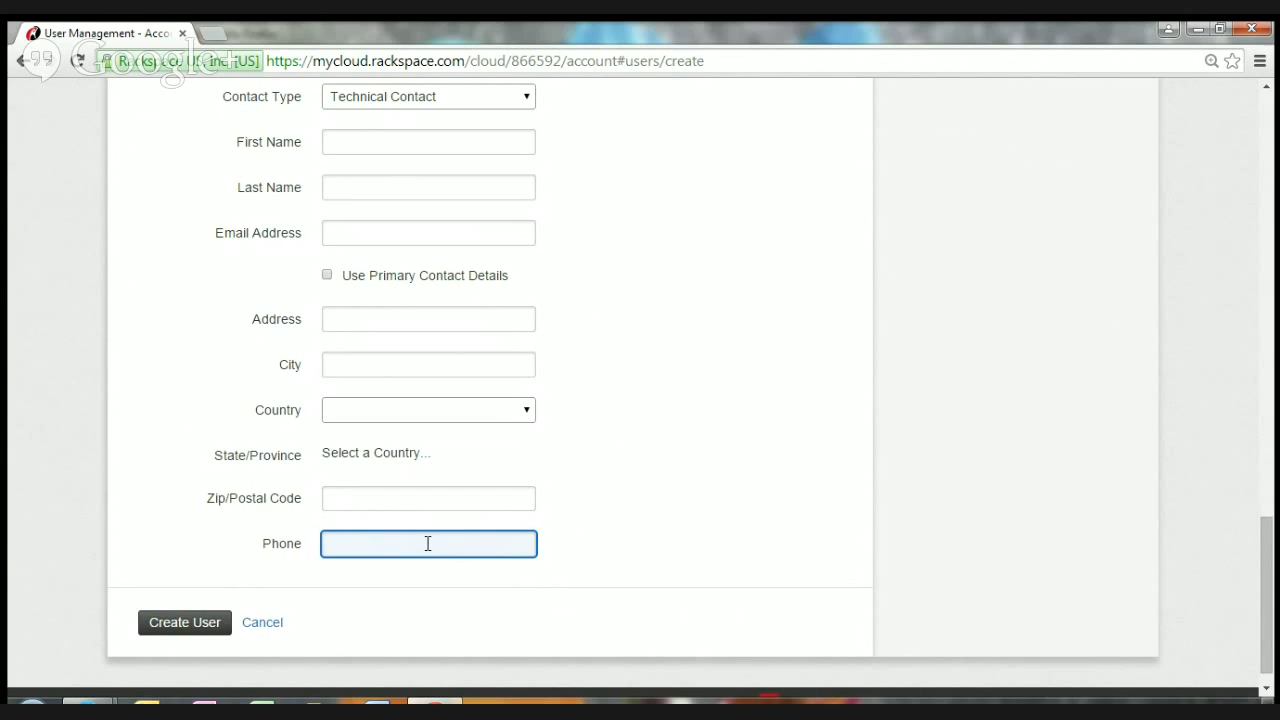 User Management - Acco
Google+
https://mycloud.rackspace.com/cloud/866592/account#users/create
Contact Type Technical Contact
First Name
Last Name
Email Address
Use Primary Contact Details
Address
City
Country
State/Province Select a Country...
Zip/Postal Code
Phone
Create User Cancel